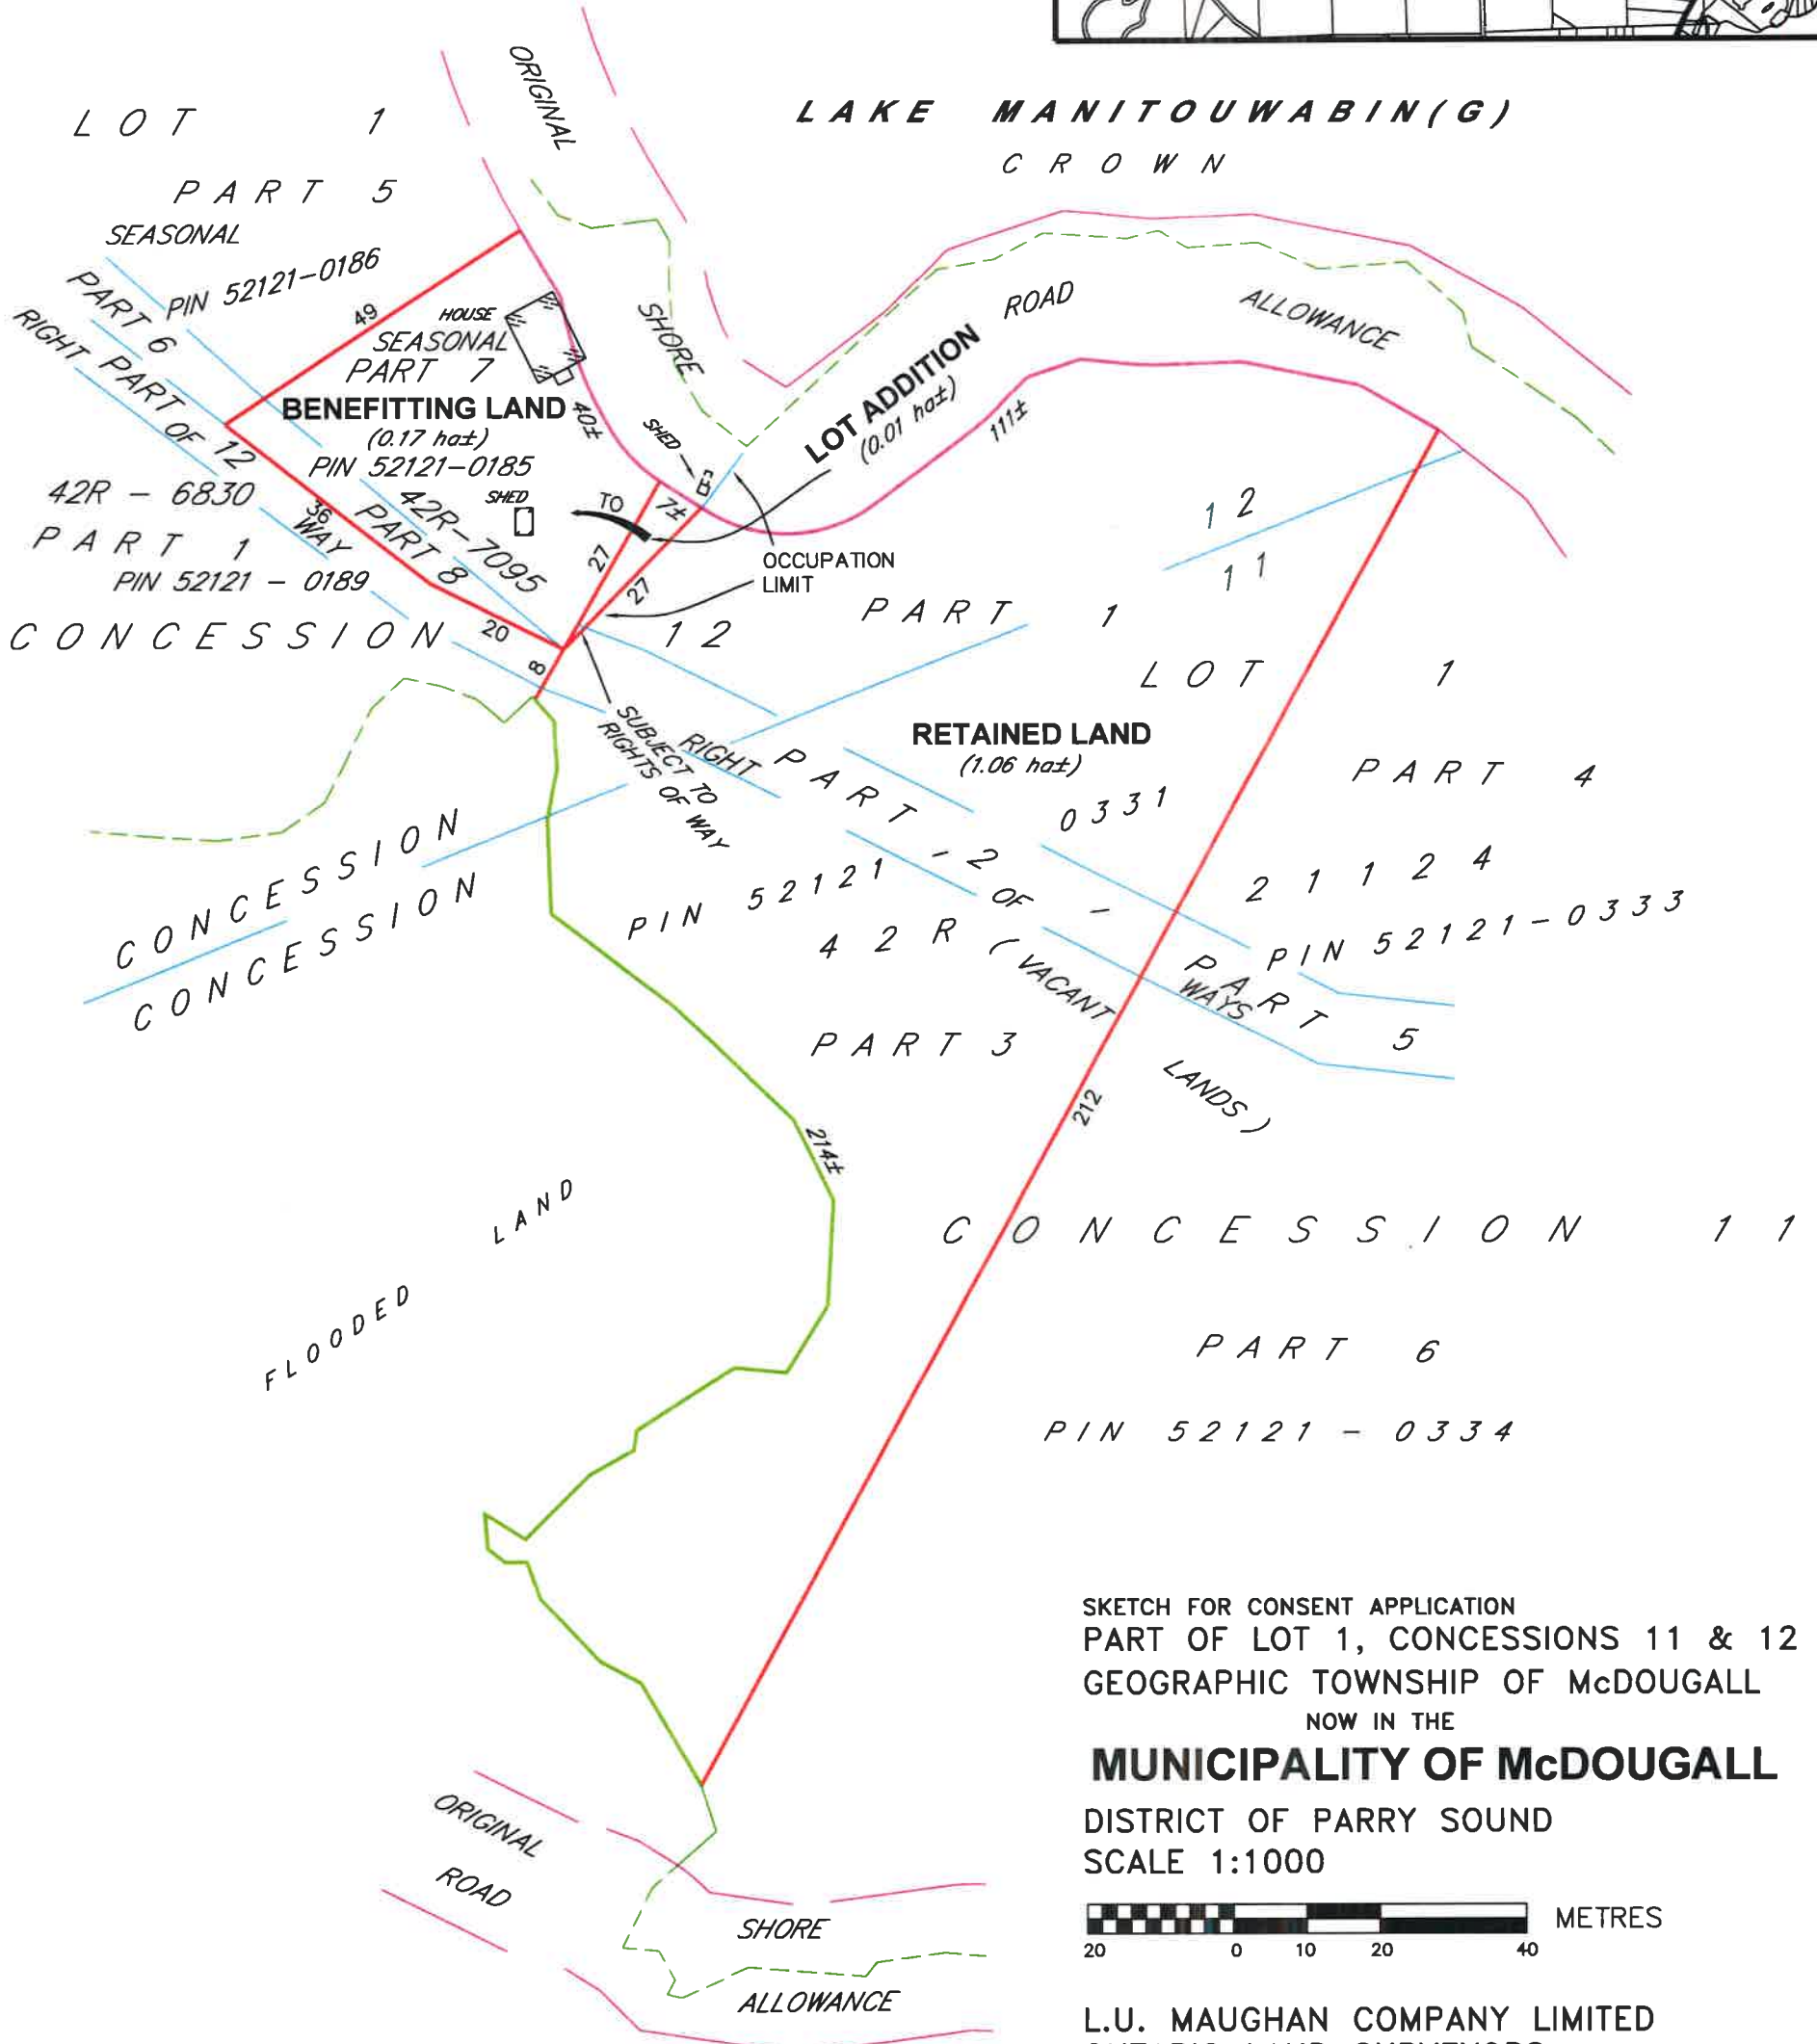 LAKE MANITOUWABIN(G)
CROWN
LOT 1
PART 5
SEASONAL
PIN 52121-0186
PART 6
RIGHT PART OF 12
WAY
42R - 6830
PART 1
PIN 52121 - 0189
CONCESSION 12
ORIGINAL
SHORE
ROAD
ALLOWANCE
49
HOUSE
SEASONAL
PART 7
BENEFITTING LAND
(0.17 ha±)
PIN 52121-0185
SHED
42R-7095
PART 8
36
20
8
40±
SHED
TO
7±
27
27
LOT ADDITION
(0.01 ha±)
111±
OCCUPATION
LIMIT
12
11
PART 1
LOT 1
RETAINED LAND
(1.06 ha±)
SUBJECT TO
RIGHTS OF WAY
RIGHT
PART 2
OF
WAYS
PIN 52121 - 0331
PART 4
42R - 21124
PIN 52121-0333
PART 5
(VACANT
LANDS)
PART 3
CONCESSION
CONCESSION
214±
212
FLOODED LAND
CONCESSION 11
PART 6
PIN 52121 - 0334
ORIGINAL
ROAD
SHORE
ALLOWANCE
SKETCH FOR CONSENT APPLICATION
PART OF LOT 1, CONCESSIONS 11 & 12
GEOGRAPHIC TOWNSHIP OF McDOUGALL
NOW IN THE
MUNICIPALITY OF McDOUGALL
DISTRICT OF PARRY SOUND
SCALE 1:1000
METRES
20 0 10 20 40
L.U. MAUGHAN COMPANY LIMITED